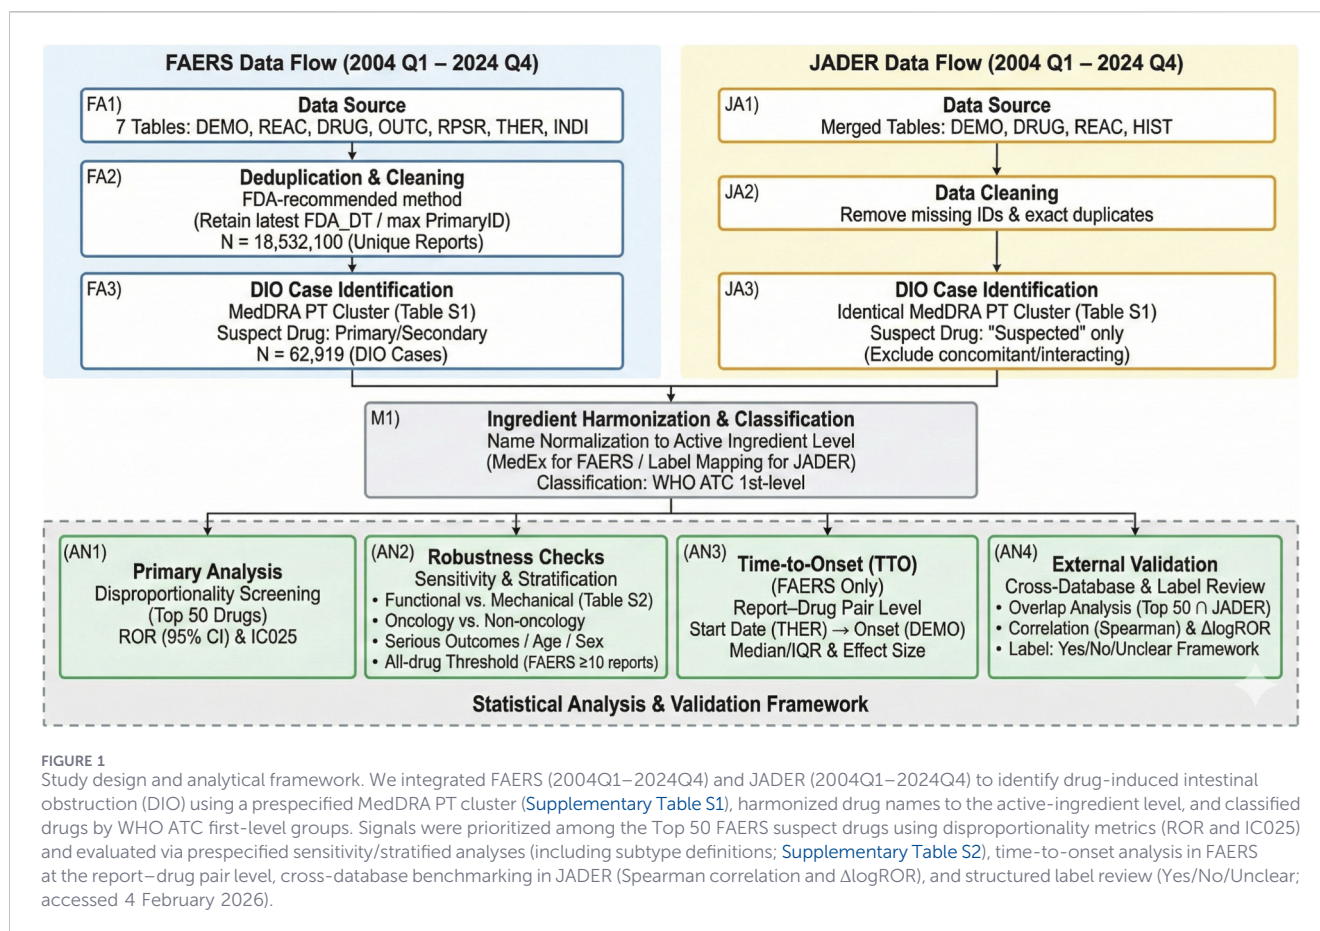 FAERS Data Flow (2004 Q1 – 2024 Q4)
FA1)
Data Source
7 Tables: DEMO, REAC, DRUG, OUTC, RPSR, THER, INDI
FA2)
Deduplication & Cleaning
FDA-recommended method
(Retain latest FDA_DT / max PrimaryID)
N = 18,532,100 (Unique Reports)
FA3)
DIO Case Identification
MedDRA PT Cluster (Table S1)
Suspect Drug: Primary/Secondary
N = 62,919 (DIO Cases)
JADER Data Flow (2004 Q1 – 2024 Q4)
JA1)
Data Source
Merged Tables: DEMO, DRUG, REAC, HIST
JA2)
Data Cleaning
Remove missing IDs & exact duplicates
JA3)
DIO Case Identification
Identical MedDRA PT Cluster (Table S1)
Suspect Drug: "Suspected" only
(Exclude concomitant/interacting)
M1)
Ingredient Harmonization & Classification
Name Normalization to Active Ingredient Level
(MedEx for FAERS / Label Mapping for JADER)
Classification: WHO ATC 1st-level
(AN1)
Primary Analysis
Disproportionality Screening
(Top 50 Drugs)
ROR (95% CI) & IC025
(AN2)
Robustness Checks
Sensitivity & Stratification
• Functional vs. Mechanical (Table S2)
• Oncology vs. Non-oncology
• Serious Outcomes / Age / Sex
• All-drug Threshold (FAERS ≥10 reports)
(AN3)
Time-to-Onset (TTO)
(FAERS Only)
Report–Drug Pair Level
Start Date (THER) → Onset (DEMO)
Median/IQR & Effect Size
(AN4)
External Validation
Cross-Database & Label Review
• Overlap Analysis (Top 50 ∩ JADER)
• Correlation (Spearman) & ΔlogROR
• Label: Yes/No/Unclear Framework
Statistical Analysis & Validation Framework
FIGURE 1
Study design and analytical framework. We integrated FAERS (2004Q1–2024Q4) and JADER (2004Q1–2024Q4) to identify drug-induced intestinal
obstruction (DIO) using a prespecified MedDRA PT cluster (Supplementary Table S1), harmonized drug names to the active-ingredient level, and classified
drugs by WHO ATC first-level groups. Signals were prioritized among the Top 50 FAERS suspect drugs using disproportionality metrics (ROR and IC025)
and evaluated via prespecified sensitivity/stratified analyses (including subtype definitions; Supplementary Table S2), time-to-onset analysis in FAERS
at the report–drug pair level, cross-database benchmarking in JADER (Spearman correlation and ΔlogROR), and structured label review (Yes/No/Unclear;
accessed 4 February 2026).